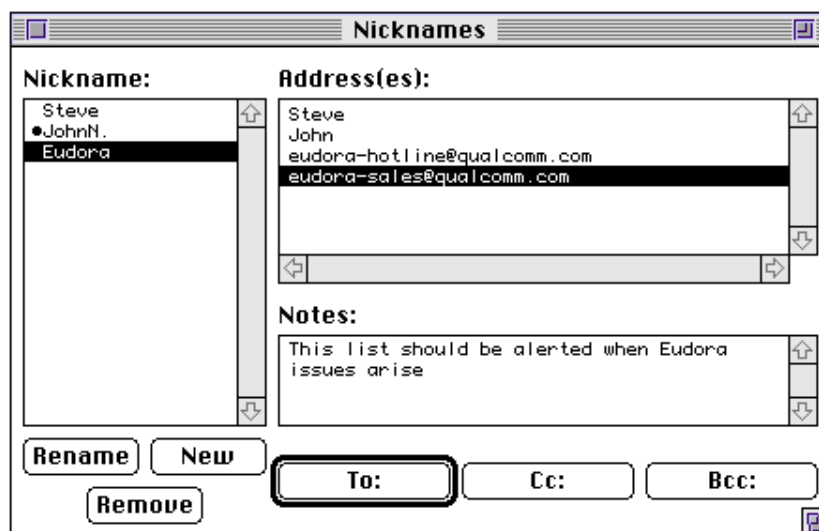 Nicknames
Nickname:
Steve
●JohnN.
Eudora
Address(es):
Steve
John
eudora-hotline@qualcomm.com
eudora-sales@qualcomm.com
Notes:
This list should be alerted when Eudora
issues arise
Rename
New
Remove
To:
Cc:
Bcc: